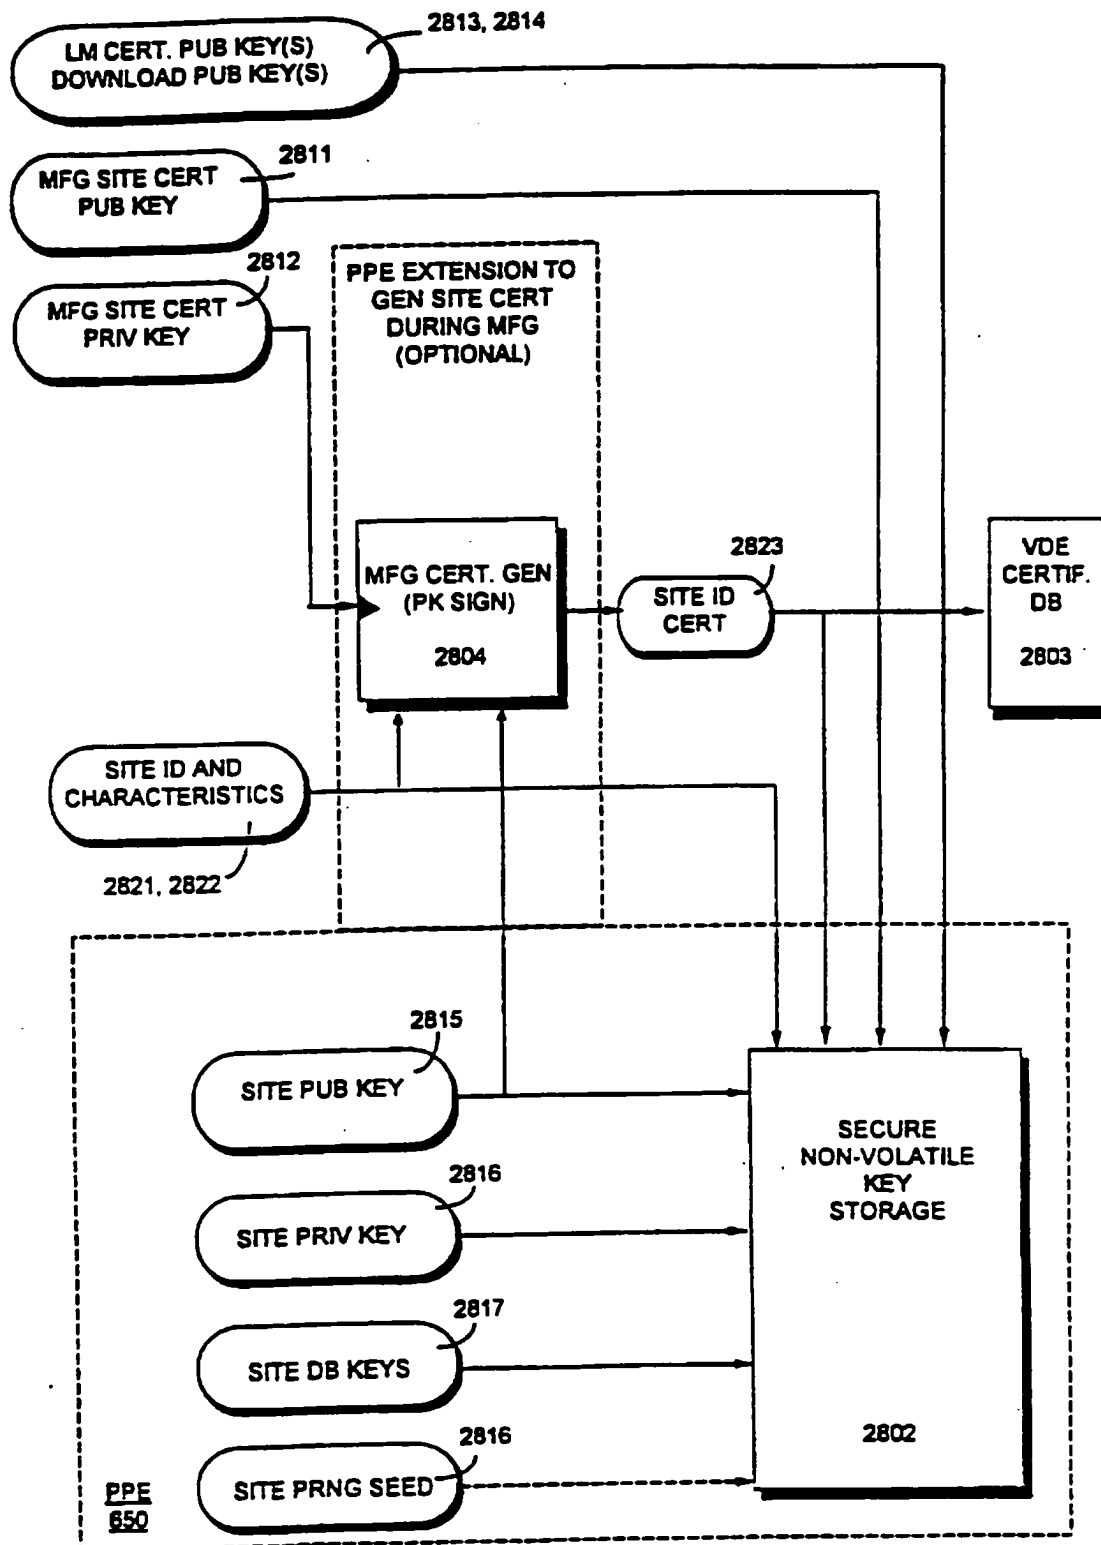 2813, 2814
LM CERT. PUB KEY(S)
DOWNLOAD PUB KEY(S)
2811
MFG SITE CERT
PUB KEY
2812
MFG SITE CERT
PRIV KEY
PPE EXTENSION TO
GEN SITE CERT
DURING MFG
(OPTIONAL)
MFG CERT. GEN
(PK SIGN)
2804
2823
SITE ID
CERT
VDE
CERTIF.
DB
2803
SITE ID AND
CHARACTERISTICS
2821, 2822
2815
SITE PUB KEY
2816
SITE PRIV KEY
2817
SITE DB KEYS
2816
SITE PRNG SEED
SECURE
NON-VOLATILE
KEY
STORAGE
2802
PPE
650